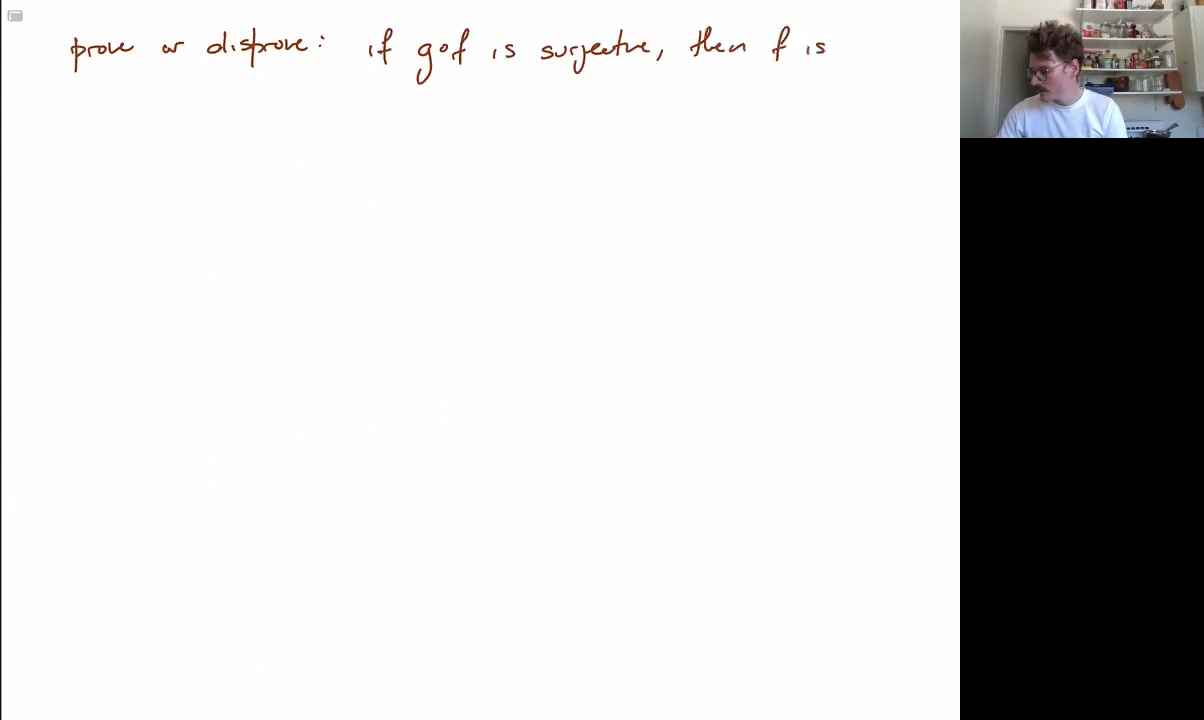 prove or disprove: if g∘f is surjective, then f is